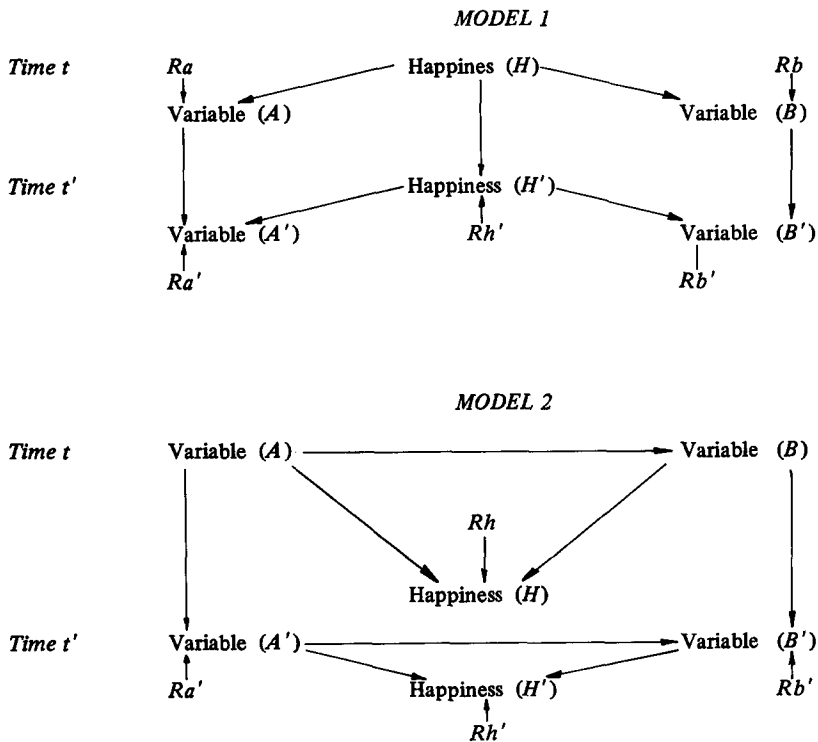 MODEL 1
Time t Ra Happines (H) Rb
Variable (A) Variable (B)
Time t' Happiness (H')
Variable (A') Rh' Variable (B')
Ra' Rb'
MODEL 2
Time t Variable (A) Variable (B)
Rh
Happiness (H)
Time t' Variable (A') Variable (B')
Ra' Happiness (H') Rb'
Rh'